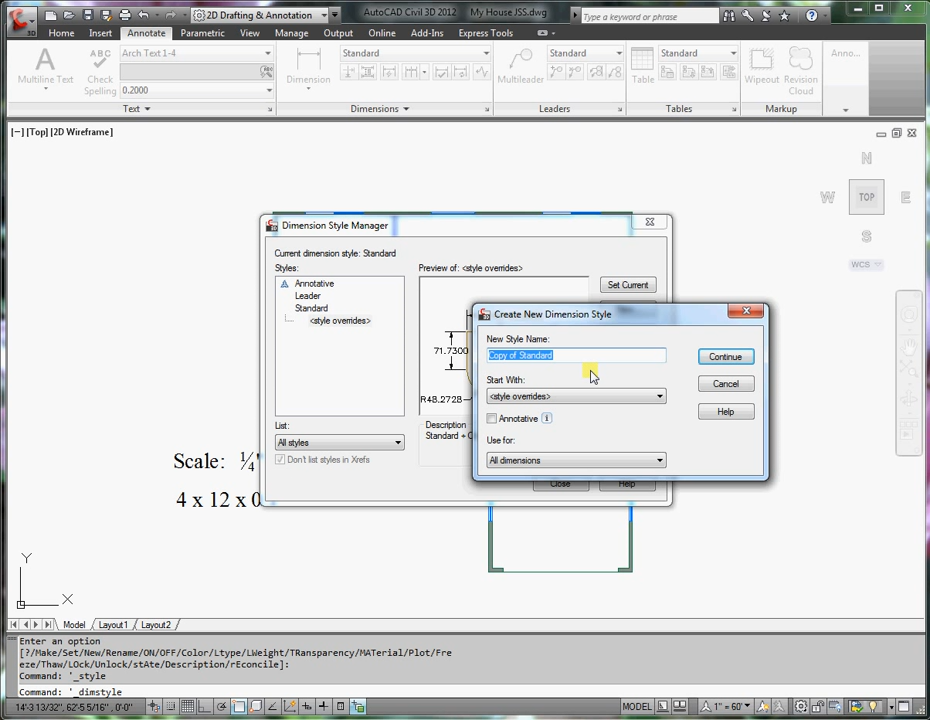 2D Drafting & Annotation
AutoCAD Civil 3D 2012 My House JSS.dwg
Type a keyword or phrase
3D
Home Insert Annotate Parametric View Manage Output Online Add-Ins Express Tools
Arch Text 1-4
Standard
Standard
Standard
Anno...
Multiline Text
Check Spelling
0.2000
Dimension
Multileader
Table
Wipeout
Revision Cloud
Text
Dimensions
Leaders
Tables
Markup
[−] [Top] [2D Wireframe]
N
W
TOP
E
S
WCS
Dimension Style Manager
Current dimension style: Standard
Styles:
Preview of: <style overrides>
Annotative
Leader
Standard
<style overrides>
Set Current
71.7300
R48.2728
List:
All styles
Don't list styles in Xrefs
Description
Close
Help
Create New Dimension Style
New Style Name:
Copy of Standard
Continue
Start With:
<style overrides>
Cancel
Annotative
Help
Use for:
All dimensions
Scale: ¼"
4 x 12 x 0
Y
X
Model Layout1 Layout2
Enter an option
[?/Make/Set/New/Rename/ON/OFF/Color/Ltype/LWeight/TRansparency/MATerial/Plot/Fre
eze/Thaw/LOck/Unlock/stAte/Description/rEconcile]:
Command: '_style
Command: '_dimstyle
14'-3 13/32", 62'-5 5/16", 0'-0"
MODEL
1" = 60'